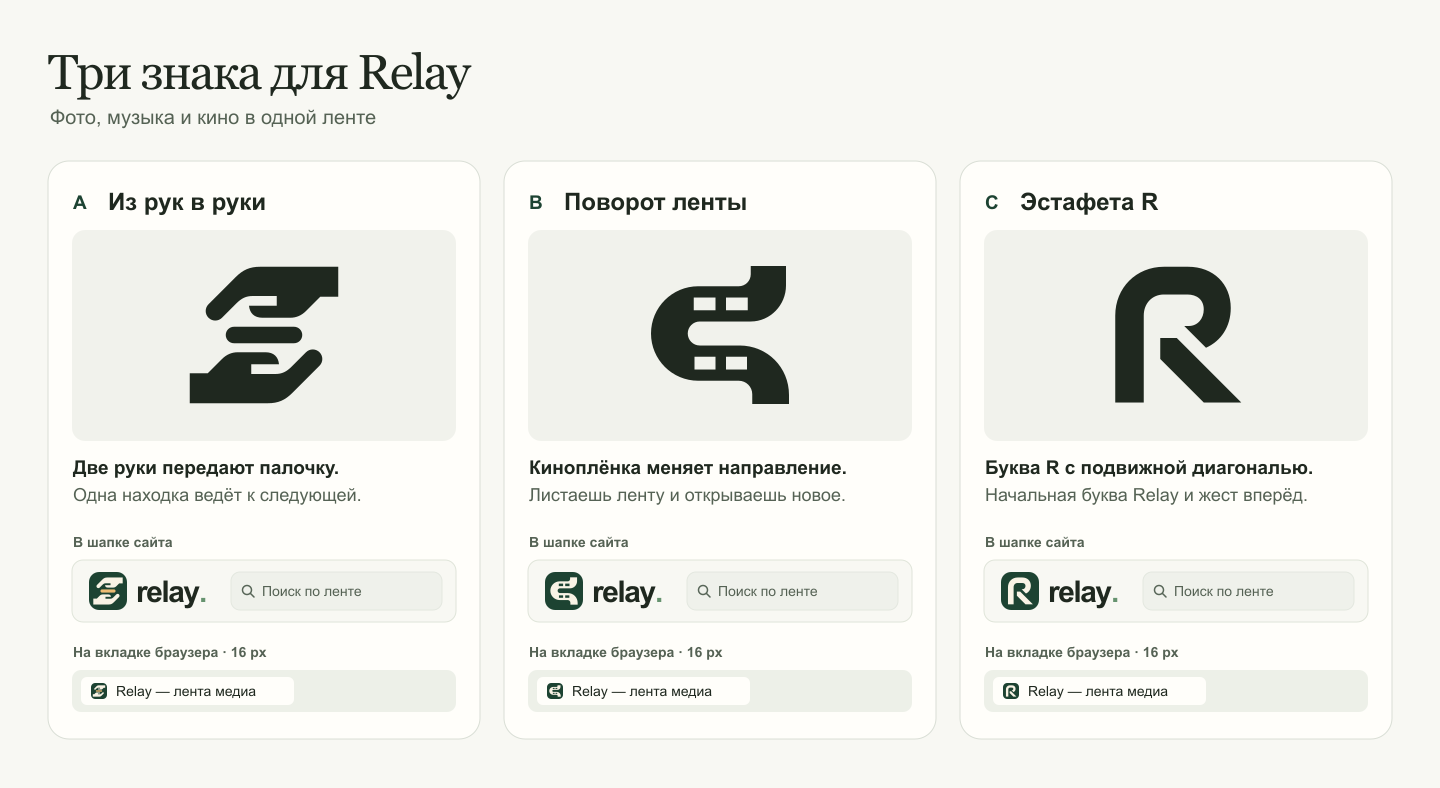 Три знака для Relay
Фото, музыка и кино в одной ленте
A Из рук в руки
Две руки передают палочку.
Одна находка ведёт к следующей.
В шапке сайта
relay. Поиск по ленте
На вкладке браузера · 16 px
Relay — лента медиа
B Поворот ленты
Киноплёнка меняет направление.
Листаешь ленту и открываешь новое.
В шапке сайта
relay. Поиск по ленте
На вкладке браузера · 16 px
Relay — лента медиа
C Эстафета R
R
Буква R с подвижной диагональю.
Начальная буква Relay и жест вперёд.
В шапке сайта
R relay. Поиск по ленте
На вкладке браузера · 16 px
R Relay — лента медиа